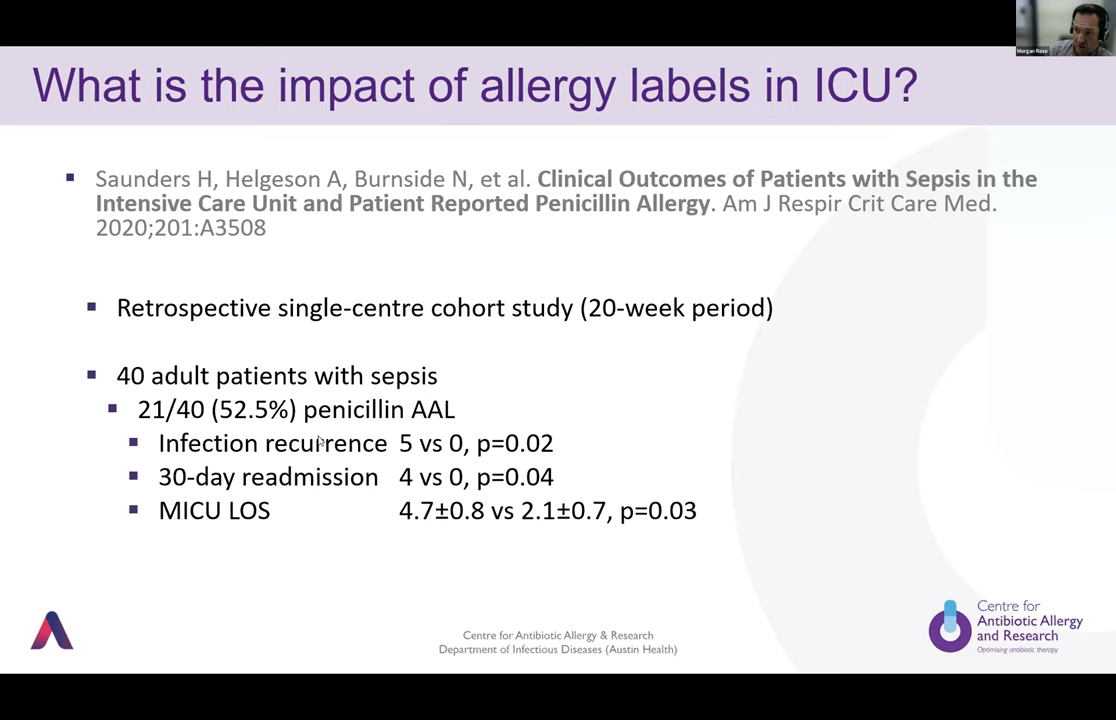 Morgan Rose
What is the impact of allergy labels in ICU?
Saunders H, Helgeson A, Burnside N, et al. Clinical Outcomes of Patients with Sepsis in the
Intensive Care Unit and Patient Reported Penicillin Allergy. Am J Respir Crit Care Med.
2020;201:A3508
Retrospective single-centre cohort study (20-week period)
40 adult patients with sepsis
21/40 (52.5%) penicillin AAL
Infection recurrence 5 vs 0, p=0.02
30-day readmission 4 vs 0, p=0.04
MICU LOS 4.7±0.8 vs 2.1±0.7, p=0.03
Centre for Antibiotic Allergy & Research
Department of Infectious Diseases (Austin Health)
Centre for
Antibiotic Allergy
and Research
Optimising antibiotic therapy